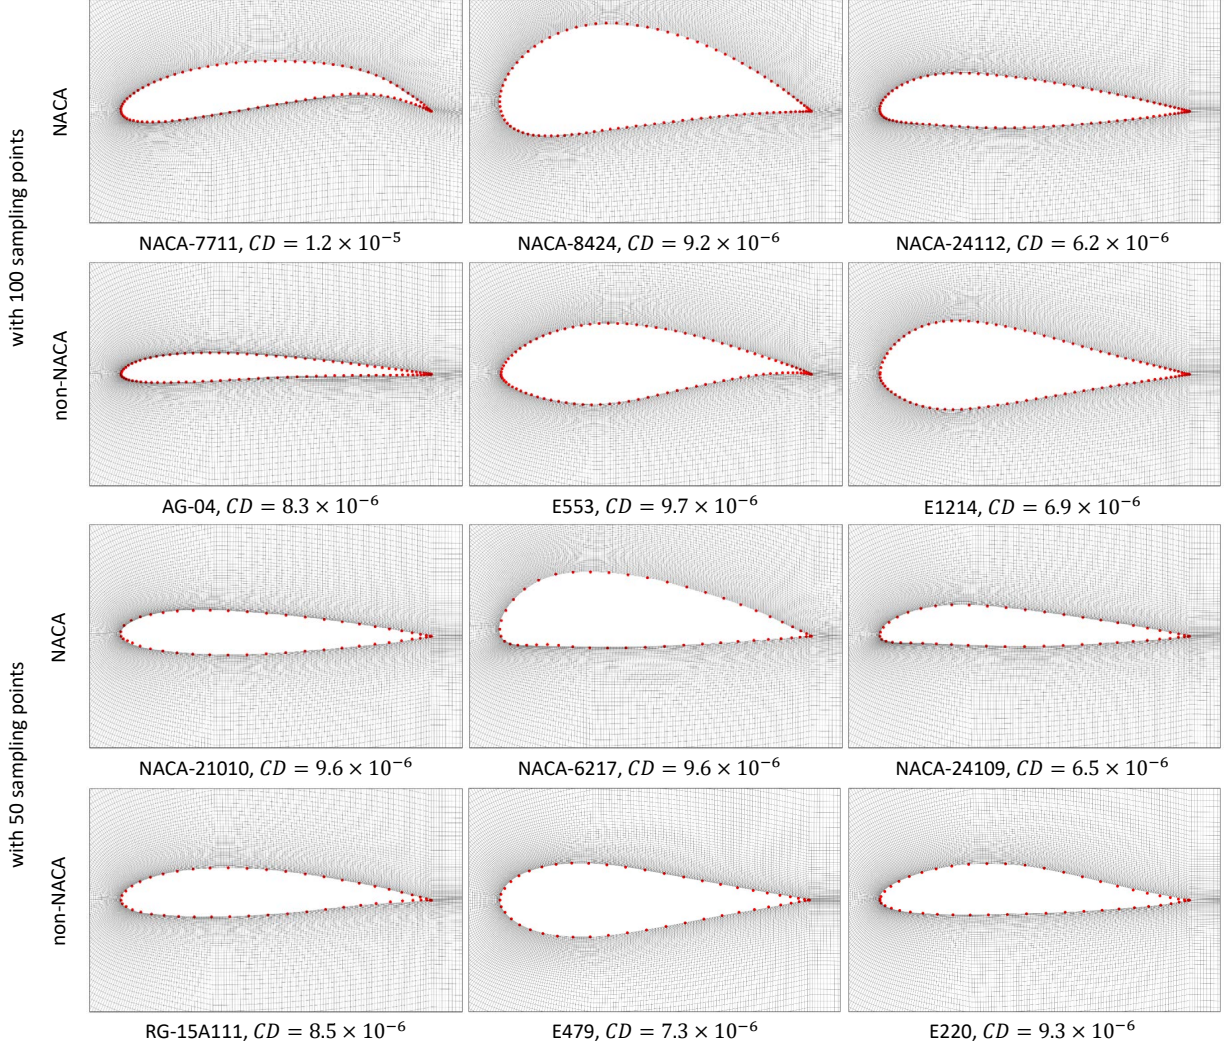 with 100 sampling points
NACA
NACA-7711, CD = 1.2 × 10⁻⁵
NACA-8424, CD = 9.2 × 10⁻⁶
NACA-24112, CD = 6.2 × 10⁻⁶
non-NACA
AG-04, CD = 8.3 × 10⁻⁶
E553, CD = 9.7 × 10⁻⁶
E1214, CD = 6.9 × 10⁻⁶
with 50 sampling points
NACA
NACA-21010, CD = 9.6 × 10⁻⁶
NACA-6217, CD = 9.6 × 10⁻⁶
NACA-24109, CD = 6.5 × 10⁻⁶
non-NACA
RG-15A111, CD = 8.5 × 10⁻⁶
E479, CD = 7.3 × 10⁻⁶
E220, CD = 9.3 × 10⁻⁶